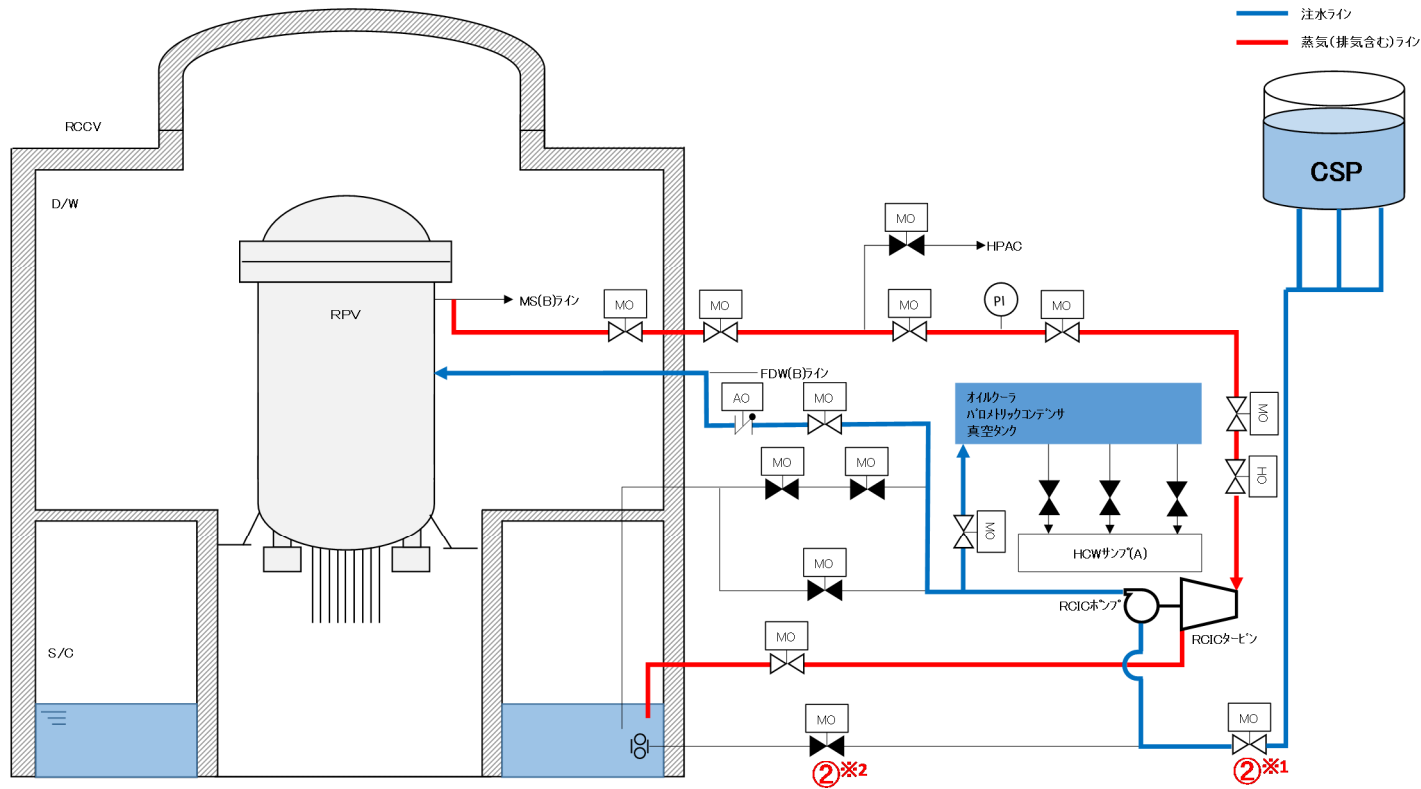 注水ライン
蒸気(排気含む)ライン
CSP
RCCV
D/W
MO
HPAC
MS(B)ライン
MO
MO
MO
PI
MO
RPV
FDW(B)ライン
AO
MO
オイルクーラ
バロメトリックコンデンサ
真空タンク
MO
MO
MO
HO
MO
HCWサンプ(A)
MO
RCICポンプ
RCICタービン
MO
S/C
MO
MO
②※2
②※1